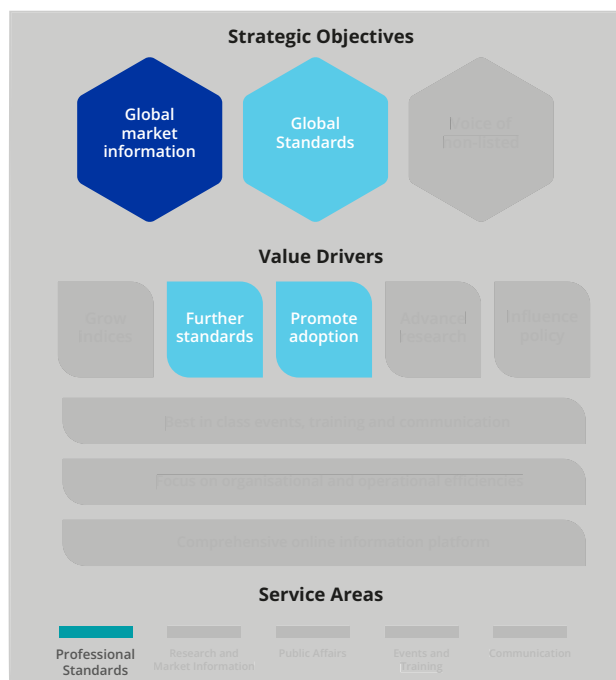 Strategic Objectives
Global
market
information
Global
Standards
Voice of
non-listed
Value Drivers
Grow
Indices
Further
standards
Promote
adoption
Advance
research
Influence
policy
Best in class events, training and communication
Focus on organisational and operational efficiencies
Comprehensive online information platform
Service Areas
Professional
Standards
Research and
Market Information
Public Affairs
Events and
Training
Communication